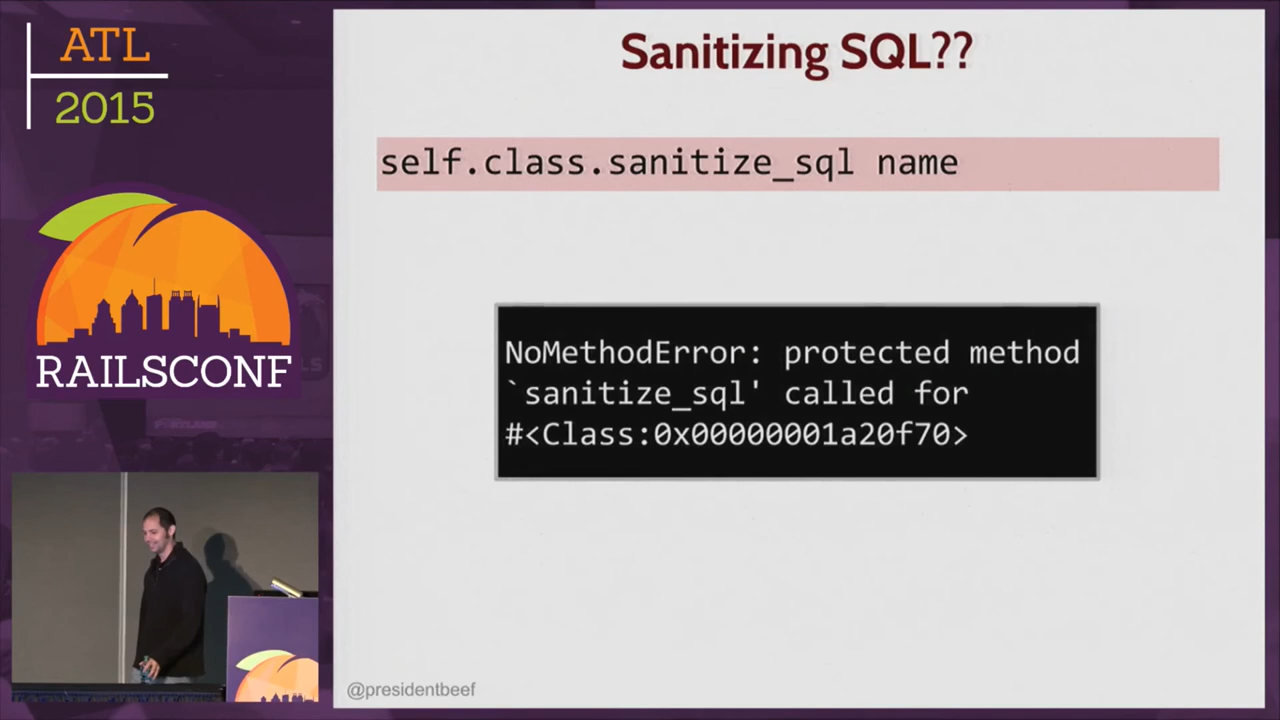 ATL
2015
RAILSCONF
Sanitizing SQL??
self.class.sanitize_sql name
NoMethodError: protected method
`sanitize_sql' called for
#<Class:0x00000001a20f70>
@presidentbeef